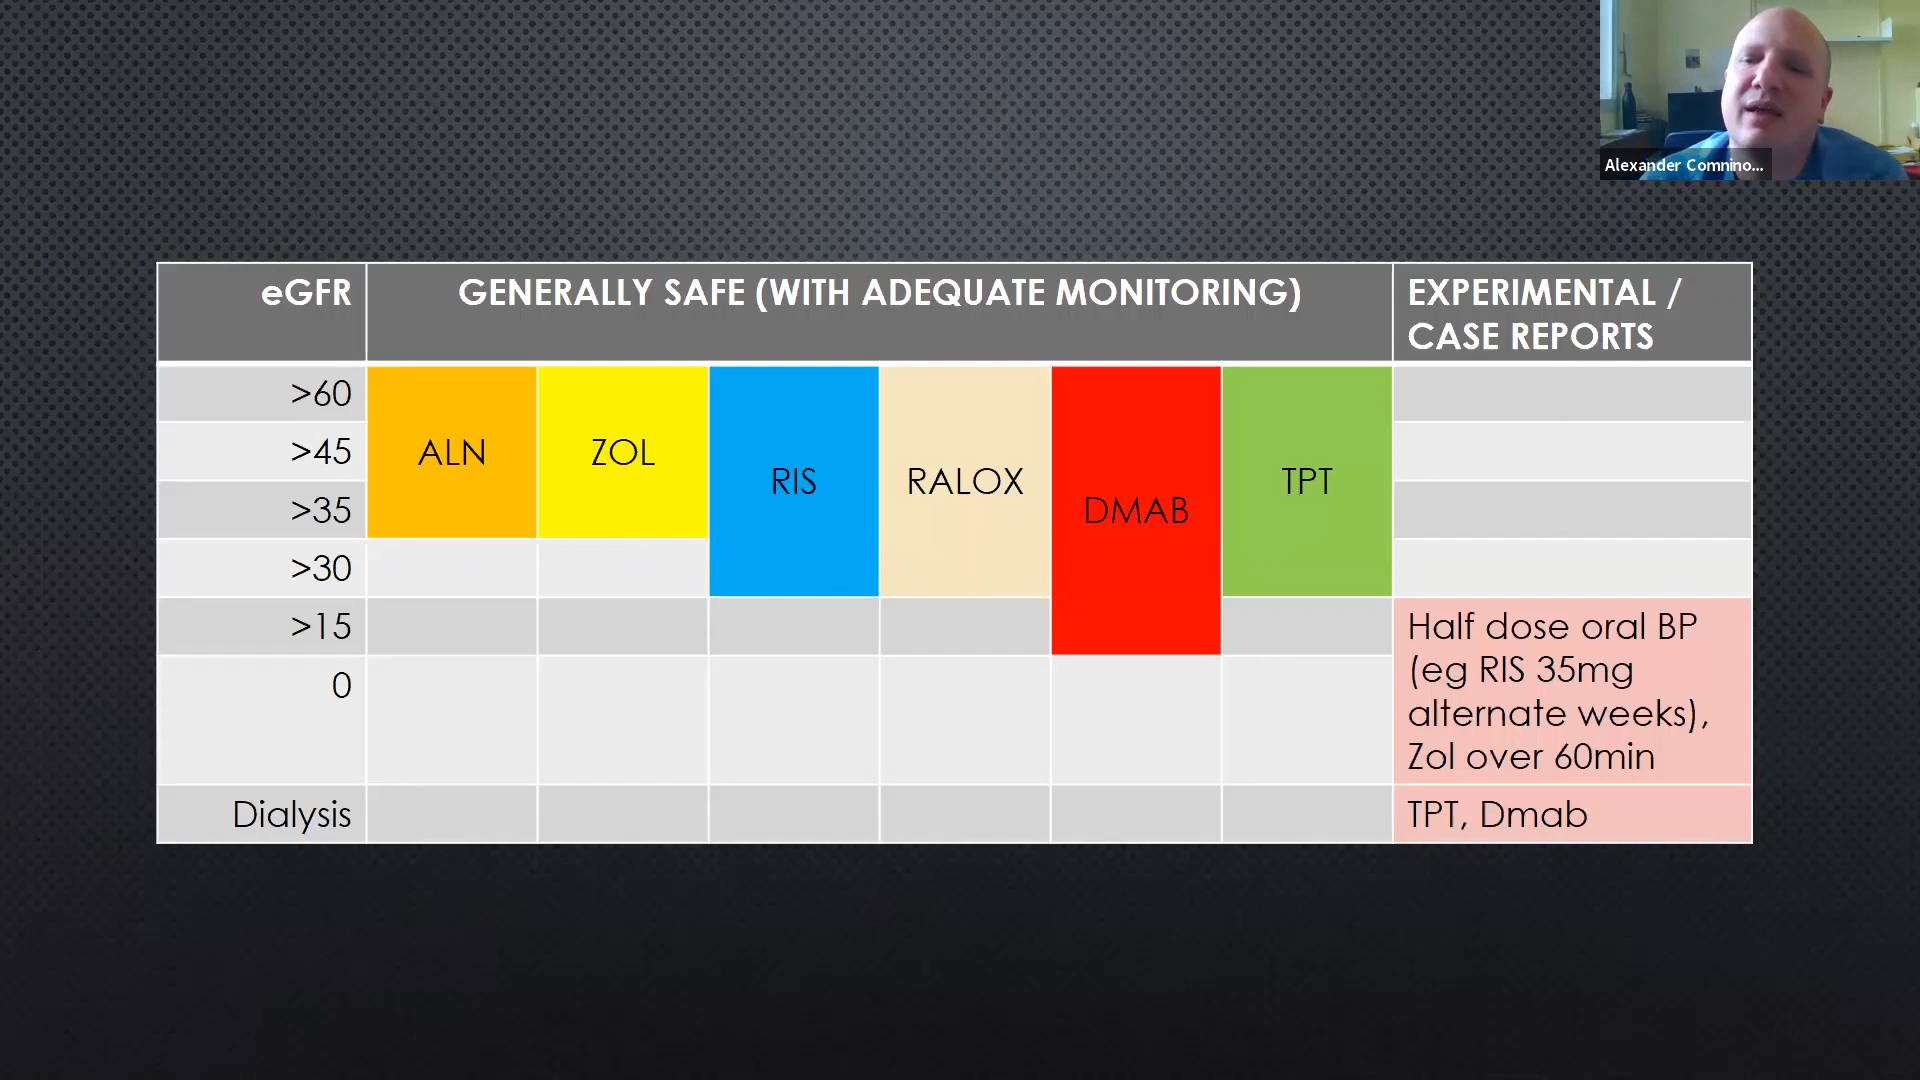 Alexander Comnino...
eGFR
GENERALLY SAFE (WITH ADEQUATE MONITORING)
EXPERIMENTAL /
CASE REPORTS
>60
>45
>35
>30
>15
0
Dialysis
ALN
ZOL
RIS
RALOX
DMAB
TPT
Half dose oral BP
(eg RIS 35mg
alternate weeks),
Zol over 60min
TPT, Dmab